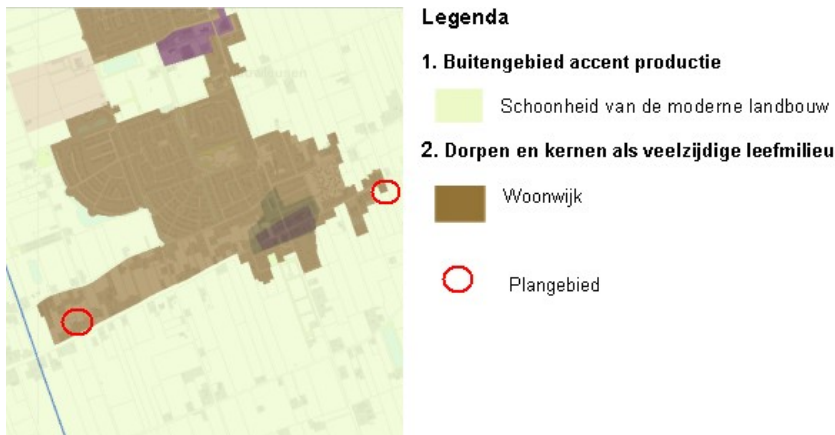 Legenda
1. Buitengebied accent productie
Schoonheid van de moderne landbouw
2. Dorpen en kernen als veelzijdige leefmilieu
Woonwijk
Plangebied